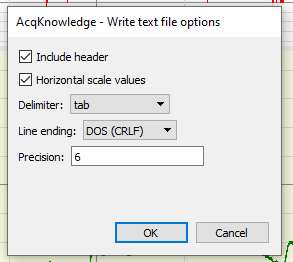 AcqKnowledge - Write text file options
Include header
Horizontal scale values
Delimiter: tab
Line ending: DOS (CRLF)
Precision: 6
OK Cancel